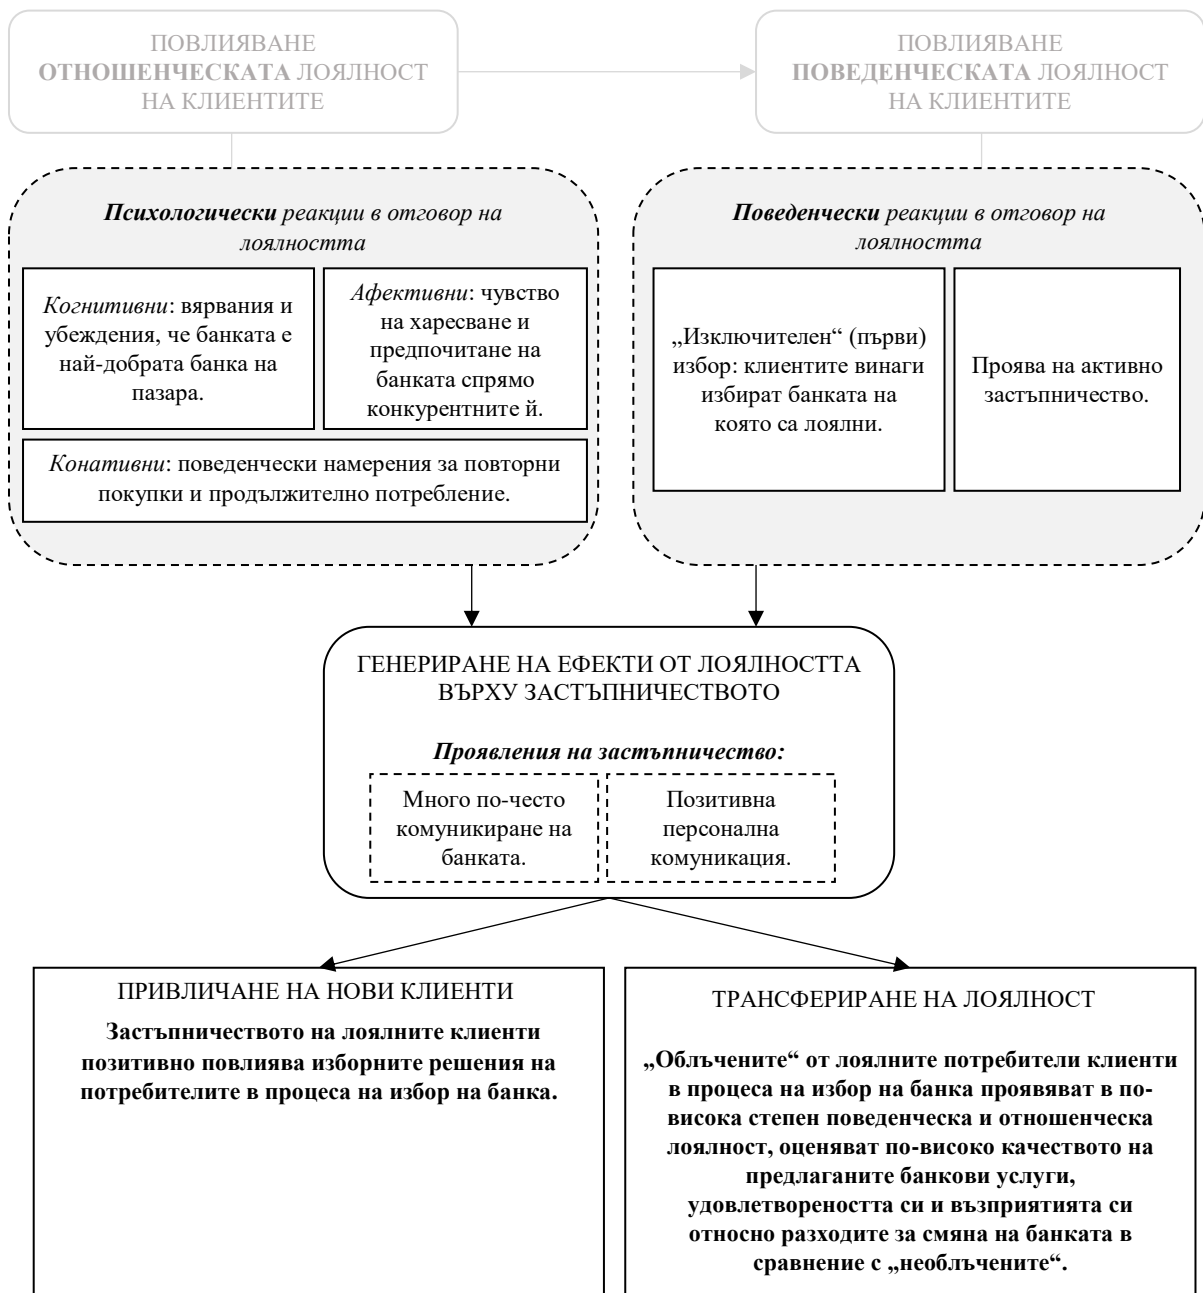 ПОВЛИЯВАНЕ
ОТНОШЕНЧЕСКАТА ЛОЯЛНОСТ
НА КЛИЕНТИТЕ
ПОВЛИЯВАНЕ
ПОВЕДЕНЧЕСКАТА ЛОЯЛНОСТ
НА КЛИЕНТИТЕ
Психологически реакции в отговор на
лоялността
Когнитивни: вярвания и
убеждения, че банката е
най-добрата банка на
пазара.
Афективни: чувство
на харесване и
предпочитане на
банката спрямо
конкурентните ѝ.
Конативни: поведенчески намерения за повторни
покупки и продължително потребление.
Поведенчески реакции в отговор на
лоялността
„Изключителен“ (първи)
избор: клиентите винаги
избират банката на
която са лоялни.
Проява на активно
застъпничество.
ГЕНЕРИРАНЕ НА ЕФЕКТИ ОТ ЛОЯЛНОСТТА
ВЪРХУ ЗАСТЪПНИЧЕСТВОТО
Проявления на застъпничество:
Много по-често
комуникиране на
банката.
Позитивна
персонална
комуникация.
ПРИВЛИЧАНЕ НА НОВИ КЛИЕНТИ
Застъпничеството на лоялните клиенти
позитивно повлиява изборните решения на
потребителите в процеса на избор на банка.
ТРАНСФЕРИРАНЕ НА ЛОЯЛНОСТ
„Облъчените“ от лоялните потребители клиенти
в процеса на избор на банка проявяват в по-
висока степен поведенческа и отношенческа
лоялност, оценяват по-високо качеството на
предлаганите банкови услуги,
удовлетвореността си и възприятията си
относно разходите за смяна на банката в
сравнение с „необлъчените“.